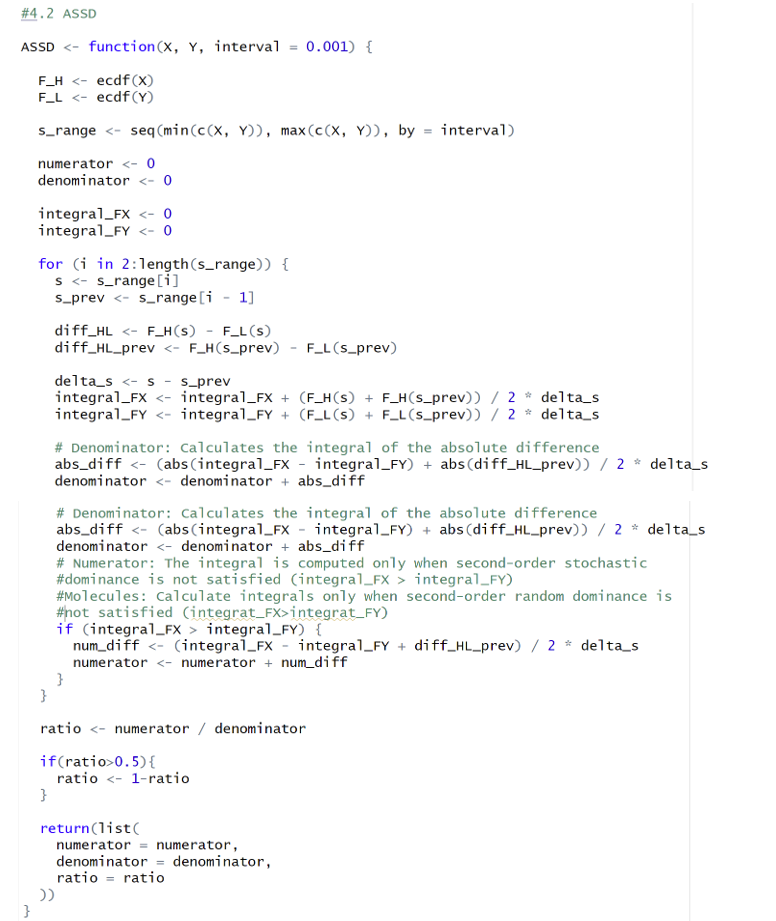 #4.2 ASSD
ASSD <- function(X, Y, interval = 0.001) {
F_H <- ecdf(X)
F_L <- ecdf(Y)
s_range <- seq(min(c(X, Y)), max(c(X, Y)), by = interval)
numerator <- 0
denominator <- 0
integral_FX <- 0
integral_FY <- 0
for (i in 2:length(s_range)) {
s <- s_range[i]
s_prev <- s_range[i - 1]
diff_HL <- F_H(s) - F_L(s)
diff_HL_prev <- F_H(s_prev) - F_L(s_prev)
delta_s <- s - s_prev
integral_FX <- integral_FX + (F_H(s) + F_H(s_prev)) / 2 * delta_s
integral_FY <- integral_FY + (F_L(s) + F_L(s_prev)) / 2 * delta_s
# Denominator: Calculates the integral of the absolute difference
abs_diff <- (abs(integral_FX - integral_FY) + abs(diff_HL_prev)) / 2 * delta_s
denominator <- denominator + abs_diff
# Denominator: Calculates the integral of the absolute difference
abs_diff <- (abs(integral_FX - integral_FY) + abs(diff_HL_prev)) / 2 * delta_s
denominator <- denominator + abs_diff
# Numerator: The integral is computed only when second-order stochastic
#dominance is not satisfied (integral_FX > integral_FY)
#Molecules: Calculate integrals only when second-order random dominance is
#not satisfied (integrat_FX>integrat_FY)
if (integral_FX > integral_FY) {
num_diff <- (integral_FX - integral_FY + diff_HL_prev) / 2 * delta_s
numerator <- numerator + num_diff
}
}
ratio <- numerator / denominator
if(ratio>0.5){
ratio <- 1-ratio
}
return(list(
numerator = numerator,
denominator = denominator,
ratio = ratio
))
}